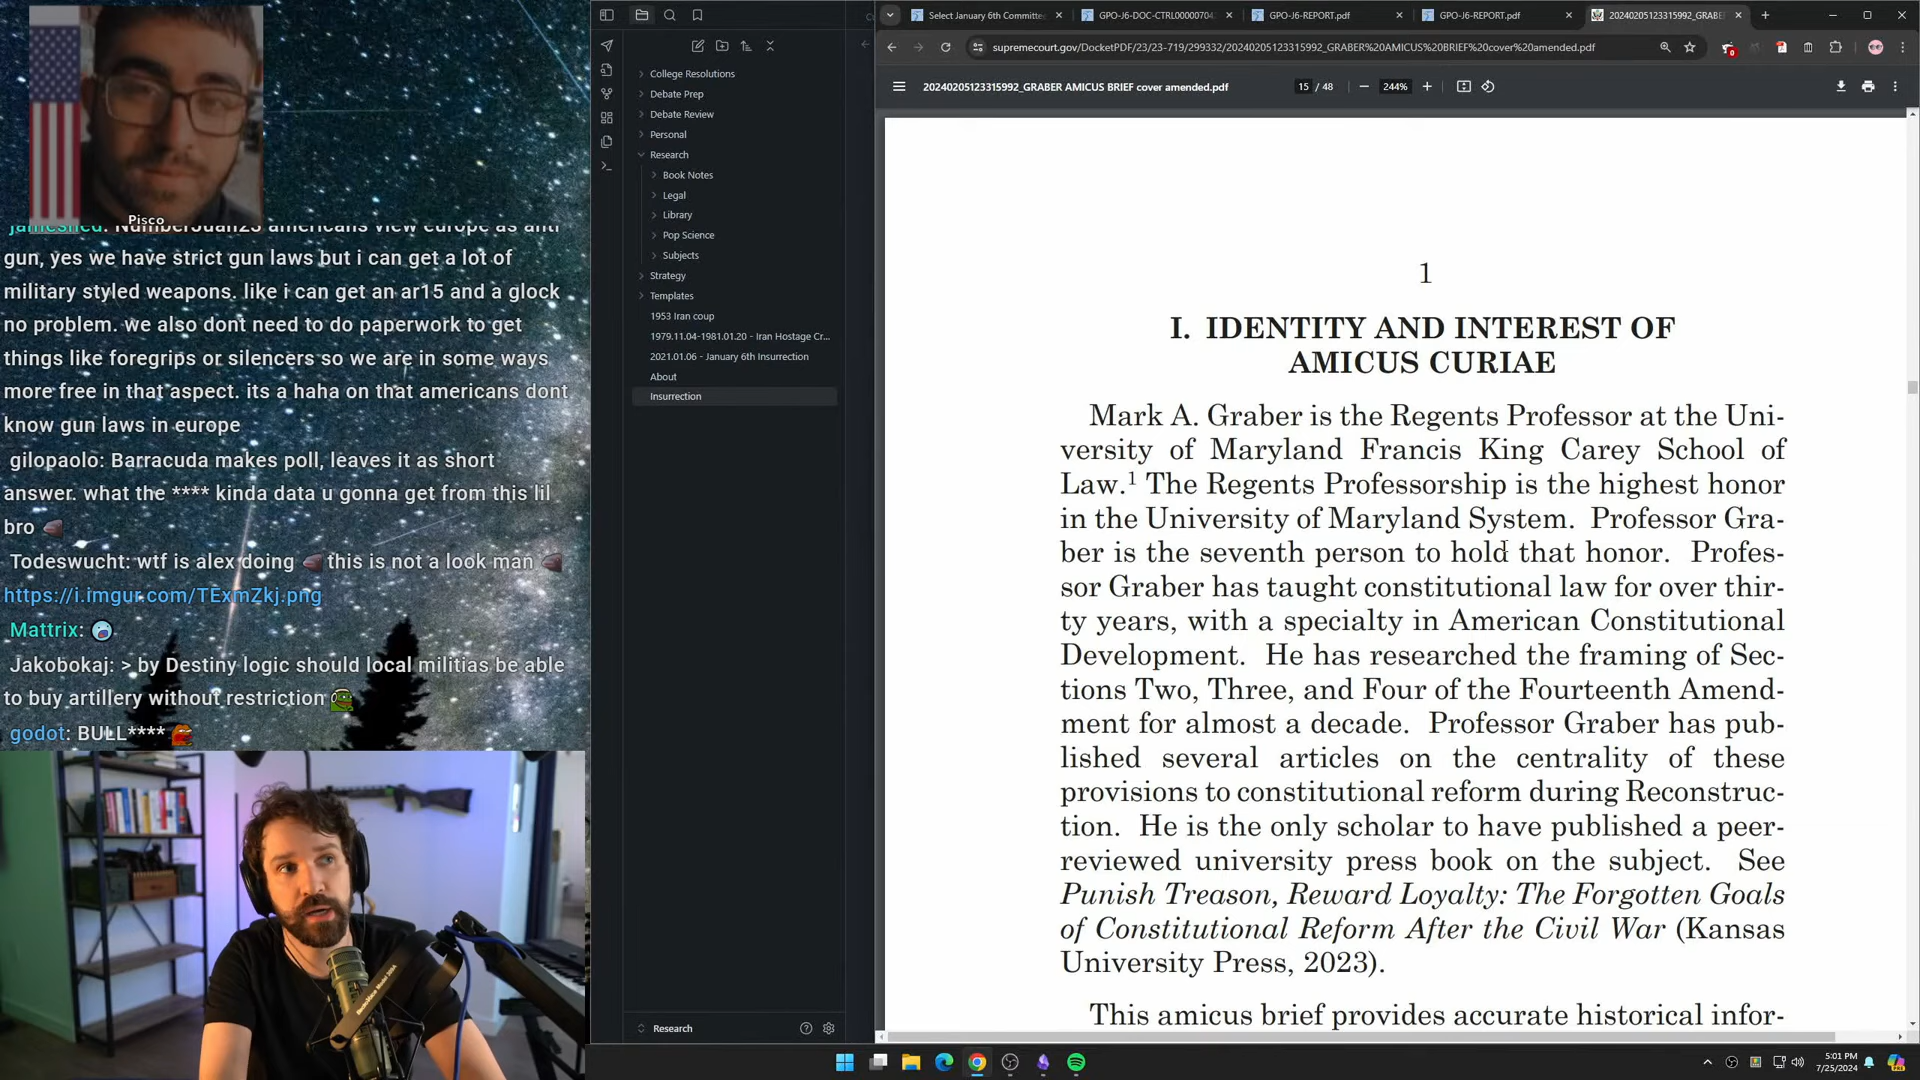 Pisco
jameshed: NumberJuan23 americans view europe as anti
gun, yes we have strict gun laws but i can get a lot of
military styled weapons. like i can get an ar15 and a glock
no problem. we also dont need to do paperwork to get
things like foregrips or silencers so we are in some ways
more free in that aspect. its a haha on that americans dont
know gun laws in europe
gilopaolo: Barracuda makes poll, leaves it as short
answer. what the **** kinda data u gonna get from this lil
bro
Todeswucht: wtf is alex doing this is not a look man
https://i.imgur.com/TExmZkj.png
Mattrix:
Jakobokaj: > by Destiny logic should local militias be able
to buy artillery without restriction
godot: BULL****
College Resolutions
Debate Prep
Debate Review
Personal
Research
Book Notes
Legal
Library
Pop Science
Subjects
Strategy
Templates
1953 Iran coup
1979.11.04-1981.01.20 - Iran Hostage Cr...
2021.01.06 - January 6th Insurrection
About
Insurrection
Research
Select January 6th Committe
GPO-J6-DOC-CTRL0000070
GPO-J6-REPORT.pdf
GPO-J6-REPORT.pdf
20240205123315992_GRABE
supremecourt.gov/DocketPDF/23/23-719/299332/20240205123315992_GRABER%20AMICUS%20BRIEF%20cover%20amended.pdf
0
20240205123315992_GRABER AMICUS BRIEF cover amended.pdf
15 / 48
244%
1
I. IDENTITY AND INTEREST OF
AMICUS CURIAE
Mark A. Graber is the Regents Professor at the Uni-
versity of Maryland Francis King Carey School of
Law.1 The Regents Professorship is the highest honor
in the University of Maryland System. Professor Gra-
ber is the seventh person to hold that honor. Profes-
sor Graber has taught constitutional law for over thir-
ty years, with a specialty in American Constitutional
Development. He has researched the framing of Sec-
tions Two, Three, and Four of the Fourteenth Amend-
ment for almost a decade. Professor Graber has pub-
lished several articles on the centrality of these
provisions to constitutional reform during Reconstruc-
tion. He is the only scholar to have published a peer-
reviewed university press book on the subject. See
Punish Treason, Reward Loyalty: The Forgotten Goals
of Constitutional Reform After the Civil War (Kansas
University Press, 2023).
This amicus brief provides accurate historical infor-
5:01 PM
7/25/2024